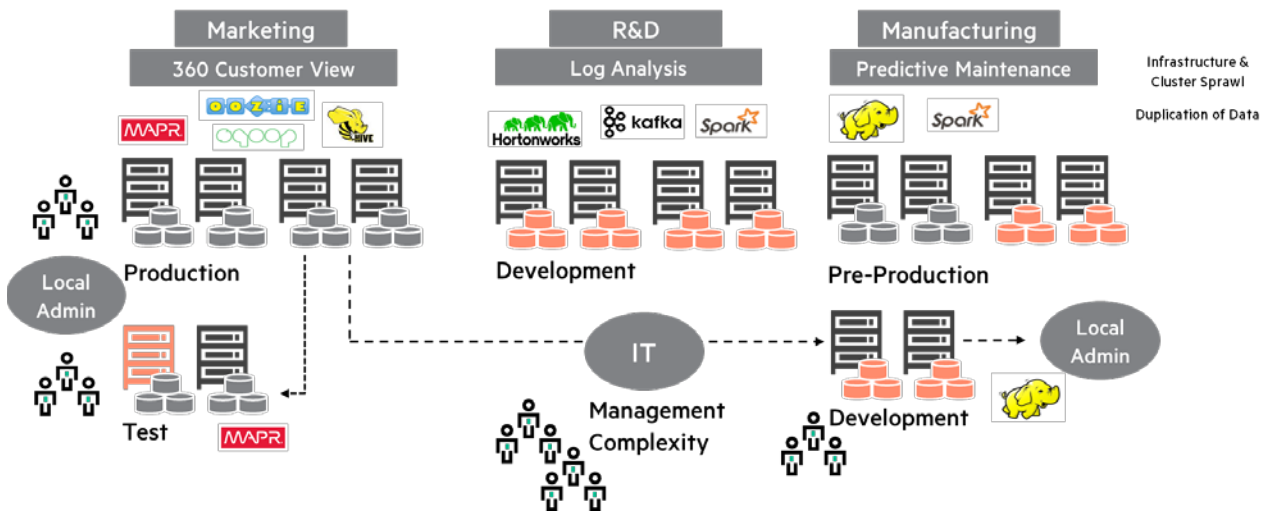 Marketing
360 Customer View
R&D
Log Analysis
Manufacturing
Predictive Maintenance
Infrastructure &
Cluster Sprawl
Duplication of Data
MAPR
OOZIE
sqoop
HIVE
Hortonworks
kafka
Spark
Spark
Production
Development
Pre-Production
Local
Admin
IT
Local
Admin
Test
MAPR
Management
Complexity
Development